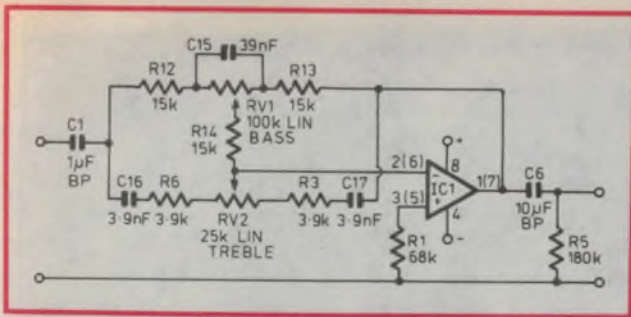 C15
39nF
R12
15k
R13
15k
RV1
100k LIN
BASS
R14
15k
C1
1µF
BP
C16
3·9nF
R6
3·9k
RV2
25k LIN
TREBLE
R3
3·9k
C17
3·9nF
2(6)
3(5)
IC1
-
+
+
8
4
-
1(7)
R1
68k
C6
10µF
BP
R5
180k